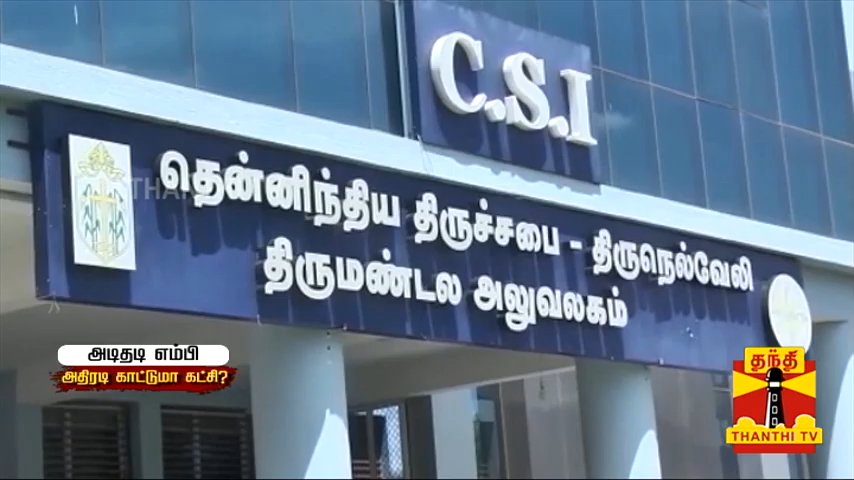 C.S.I
தென்னிந்திய திருச்சபை - திருநெல்வேலி
திருமண்டல அலுவலகம்
அடிதடி எம்பி
அதிரடி காட்டுமா கட்சி?
தந்தி
THANTHI TV